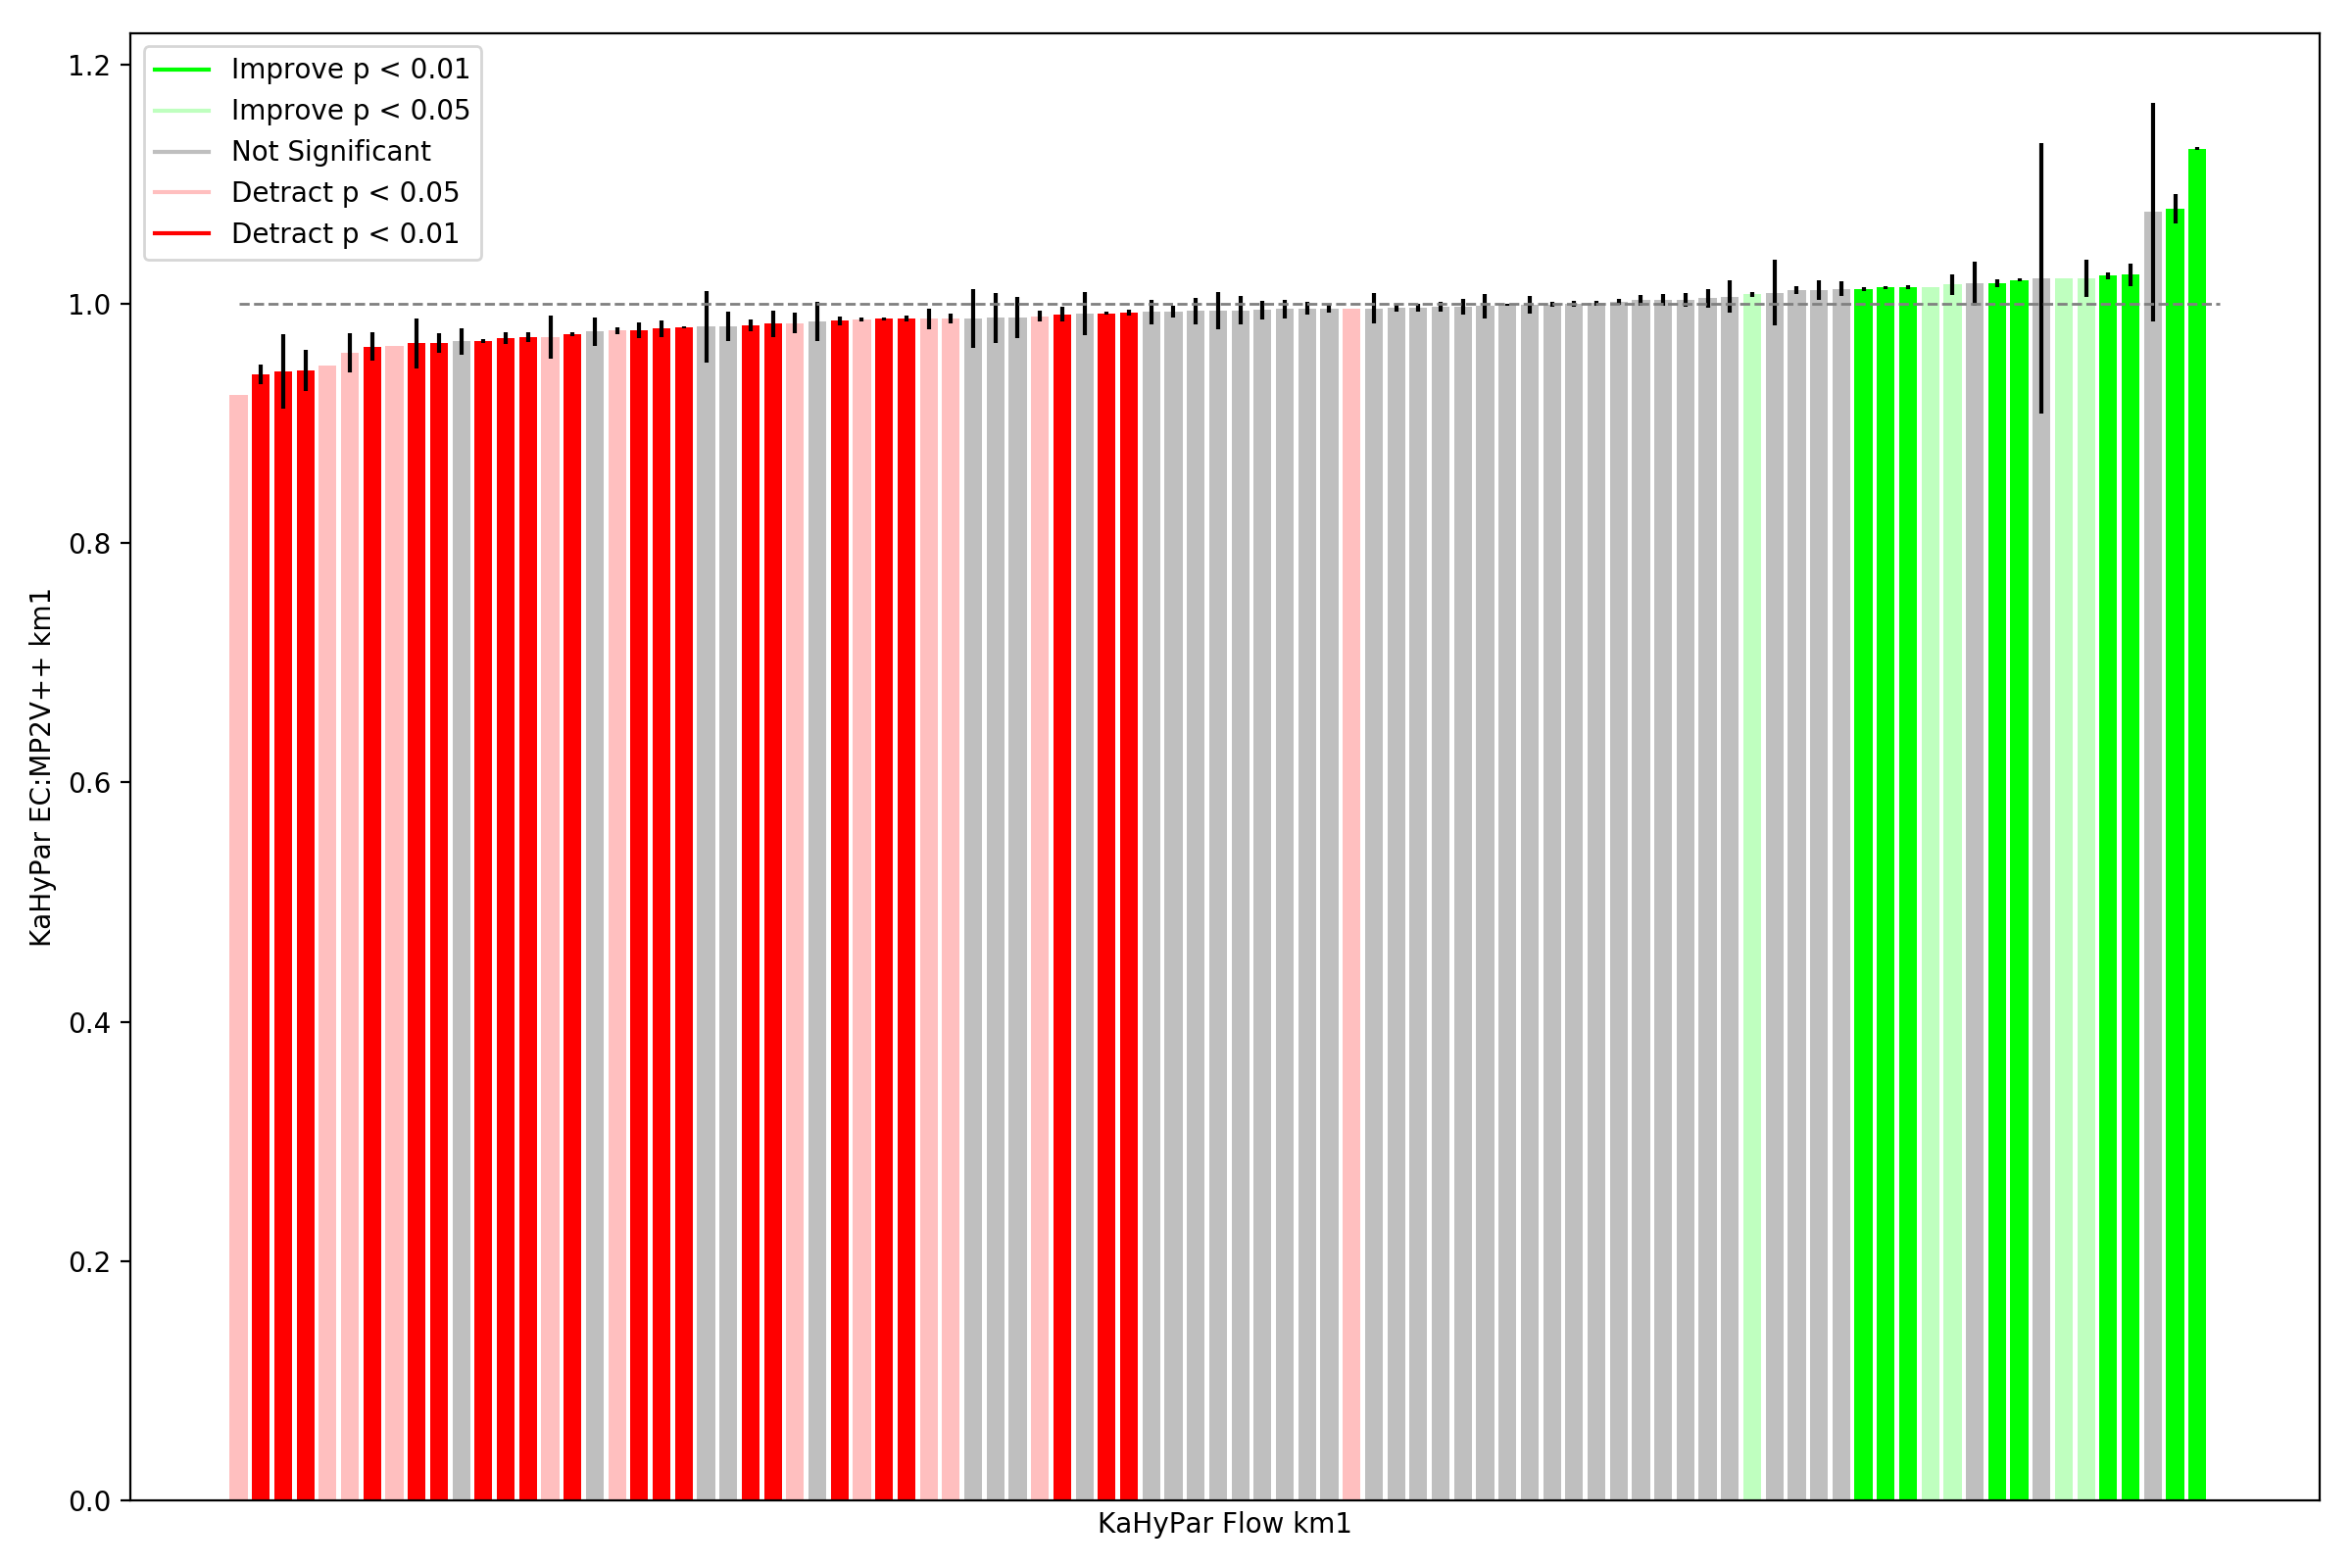 Improve p < 0.01
Improve p < 0.05
Not Significant
Detract p < 0.05
Detract p < 0.01
1.2
1.0
0.8
0.6
0.4
0.2
0.0
KaHyPar EC:MP2V++ km1
KaHyPar Flow km1